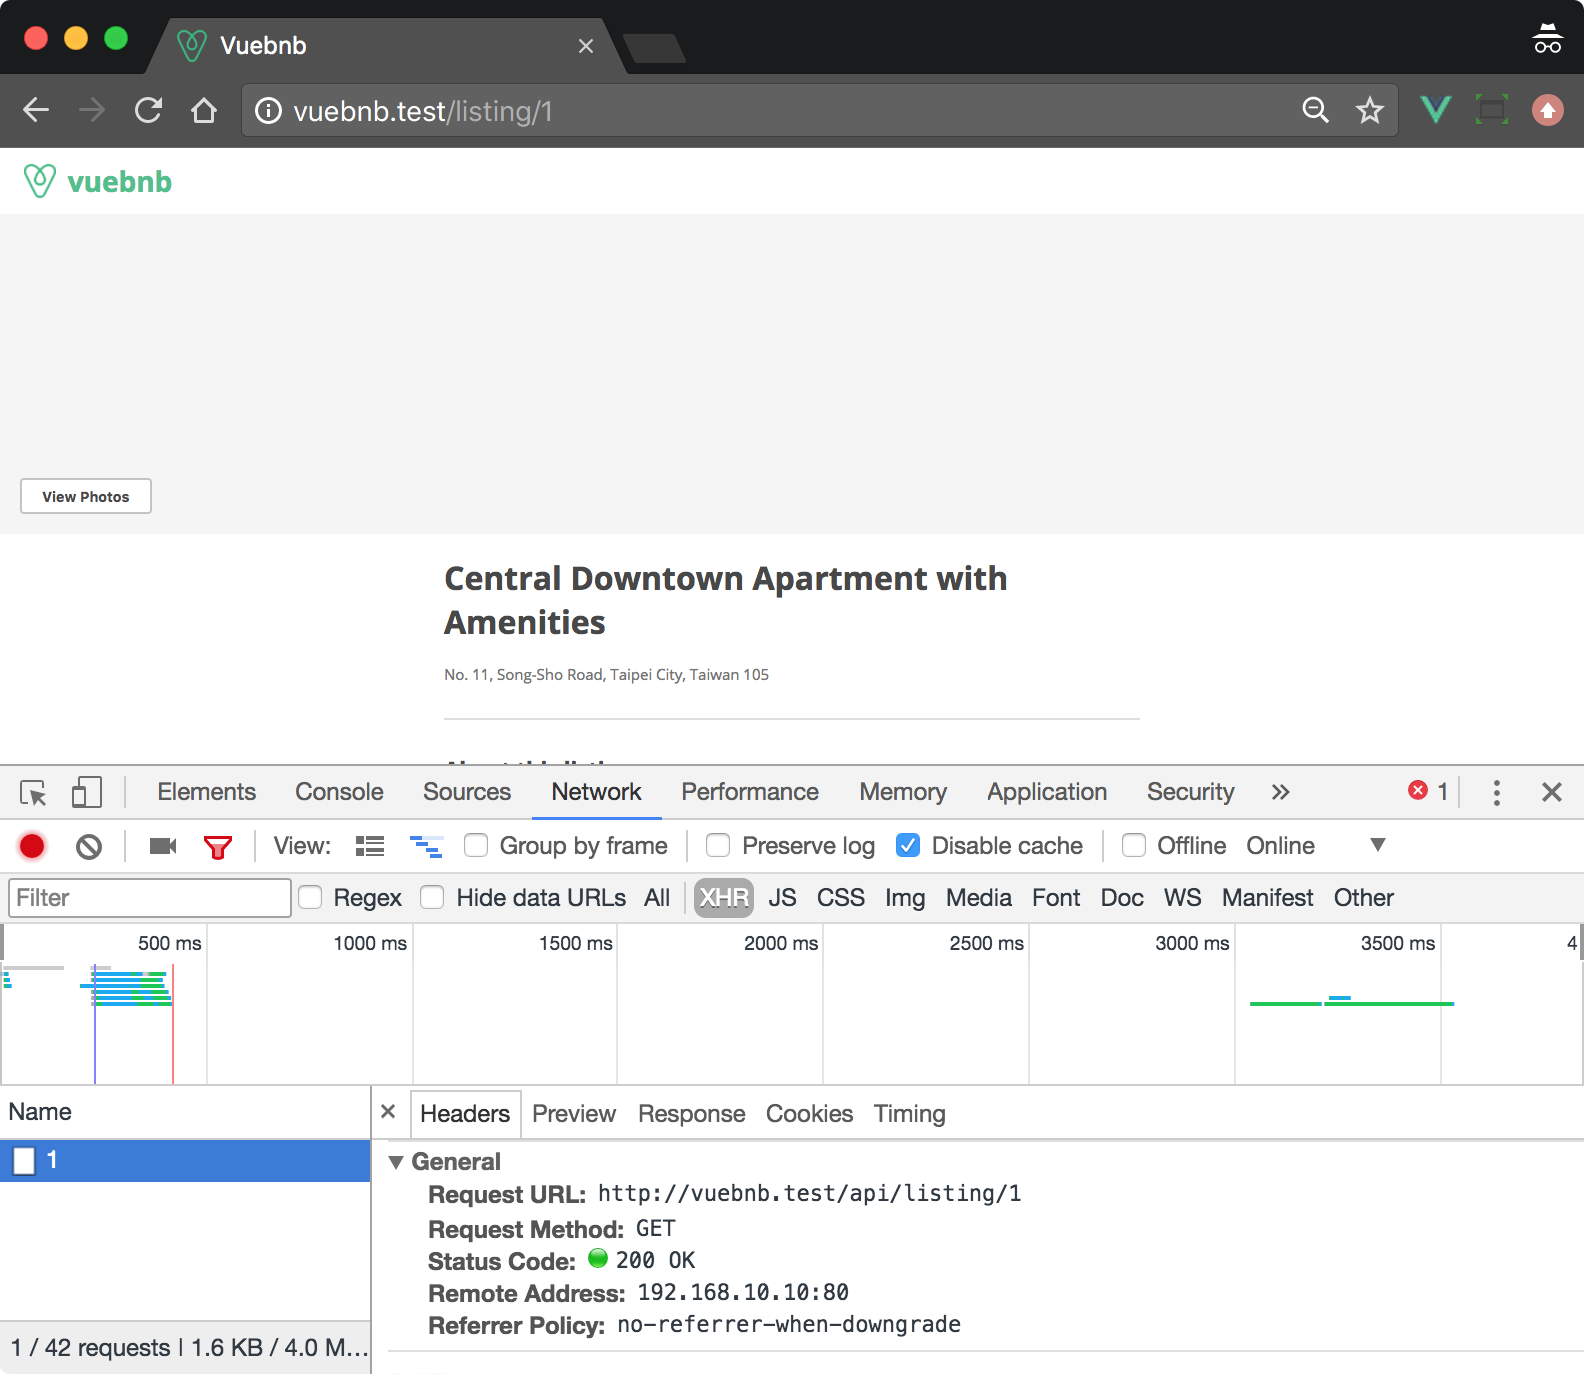 Vuebnb
vuebnb.test/listing/1
vuebnb
View Photos
Central Downtown Apartment with
Amenities
No. 11, Song-Sho Road, Taipei City, Taiwan 105
About this listing
Elements Console Sources Network Performance Memory Application Security » 1
View: Group by frame Preserve log Disable cache Offline Online
Filter Regex Hide data URLs All XHR JS CSS Img Media Font Doc WS Manifest Other
500 ms 1000 ms 1500 ms 2000 ms 2500 ms 3000 ms 3500 ms 4
Name
Headers Preview Response Cookies Timing
1
General
Request URL: http://vuebnb.test/api/listing/1
Request Method: GET
Status Code: 200 OK
Remote Address: 192.168.10.10:80
Referrer Policy: no-referrer-when-downgrade
1 / 42 requests | 1.6 KB / 4.0 M...